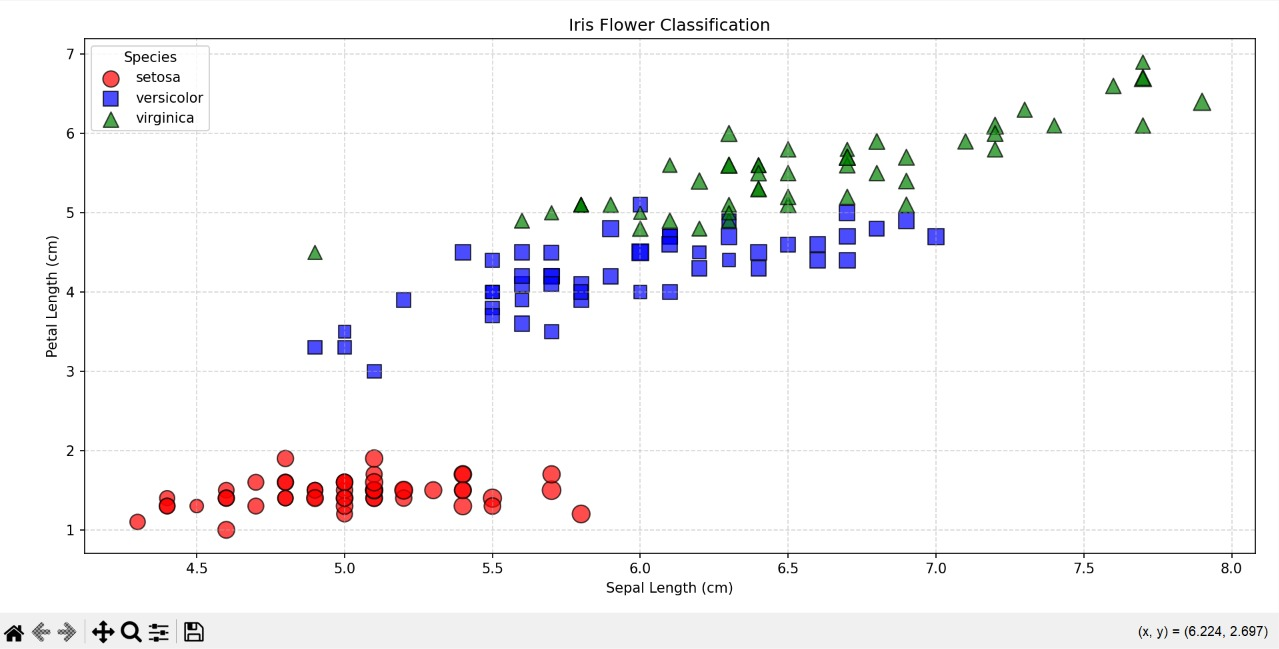 Iris Flower Classification
Species
setosa
versicolor
virginica
7
6
5
4
3
2
1
Petal Length (cm)
4.5 5.0 5.5 6.0 6.5 7.0 7.5 8.0
Sepal Length (cm)
(x, y) = (6.224, 2.697)